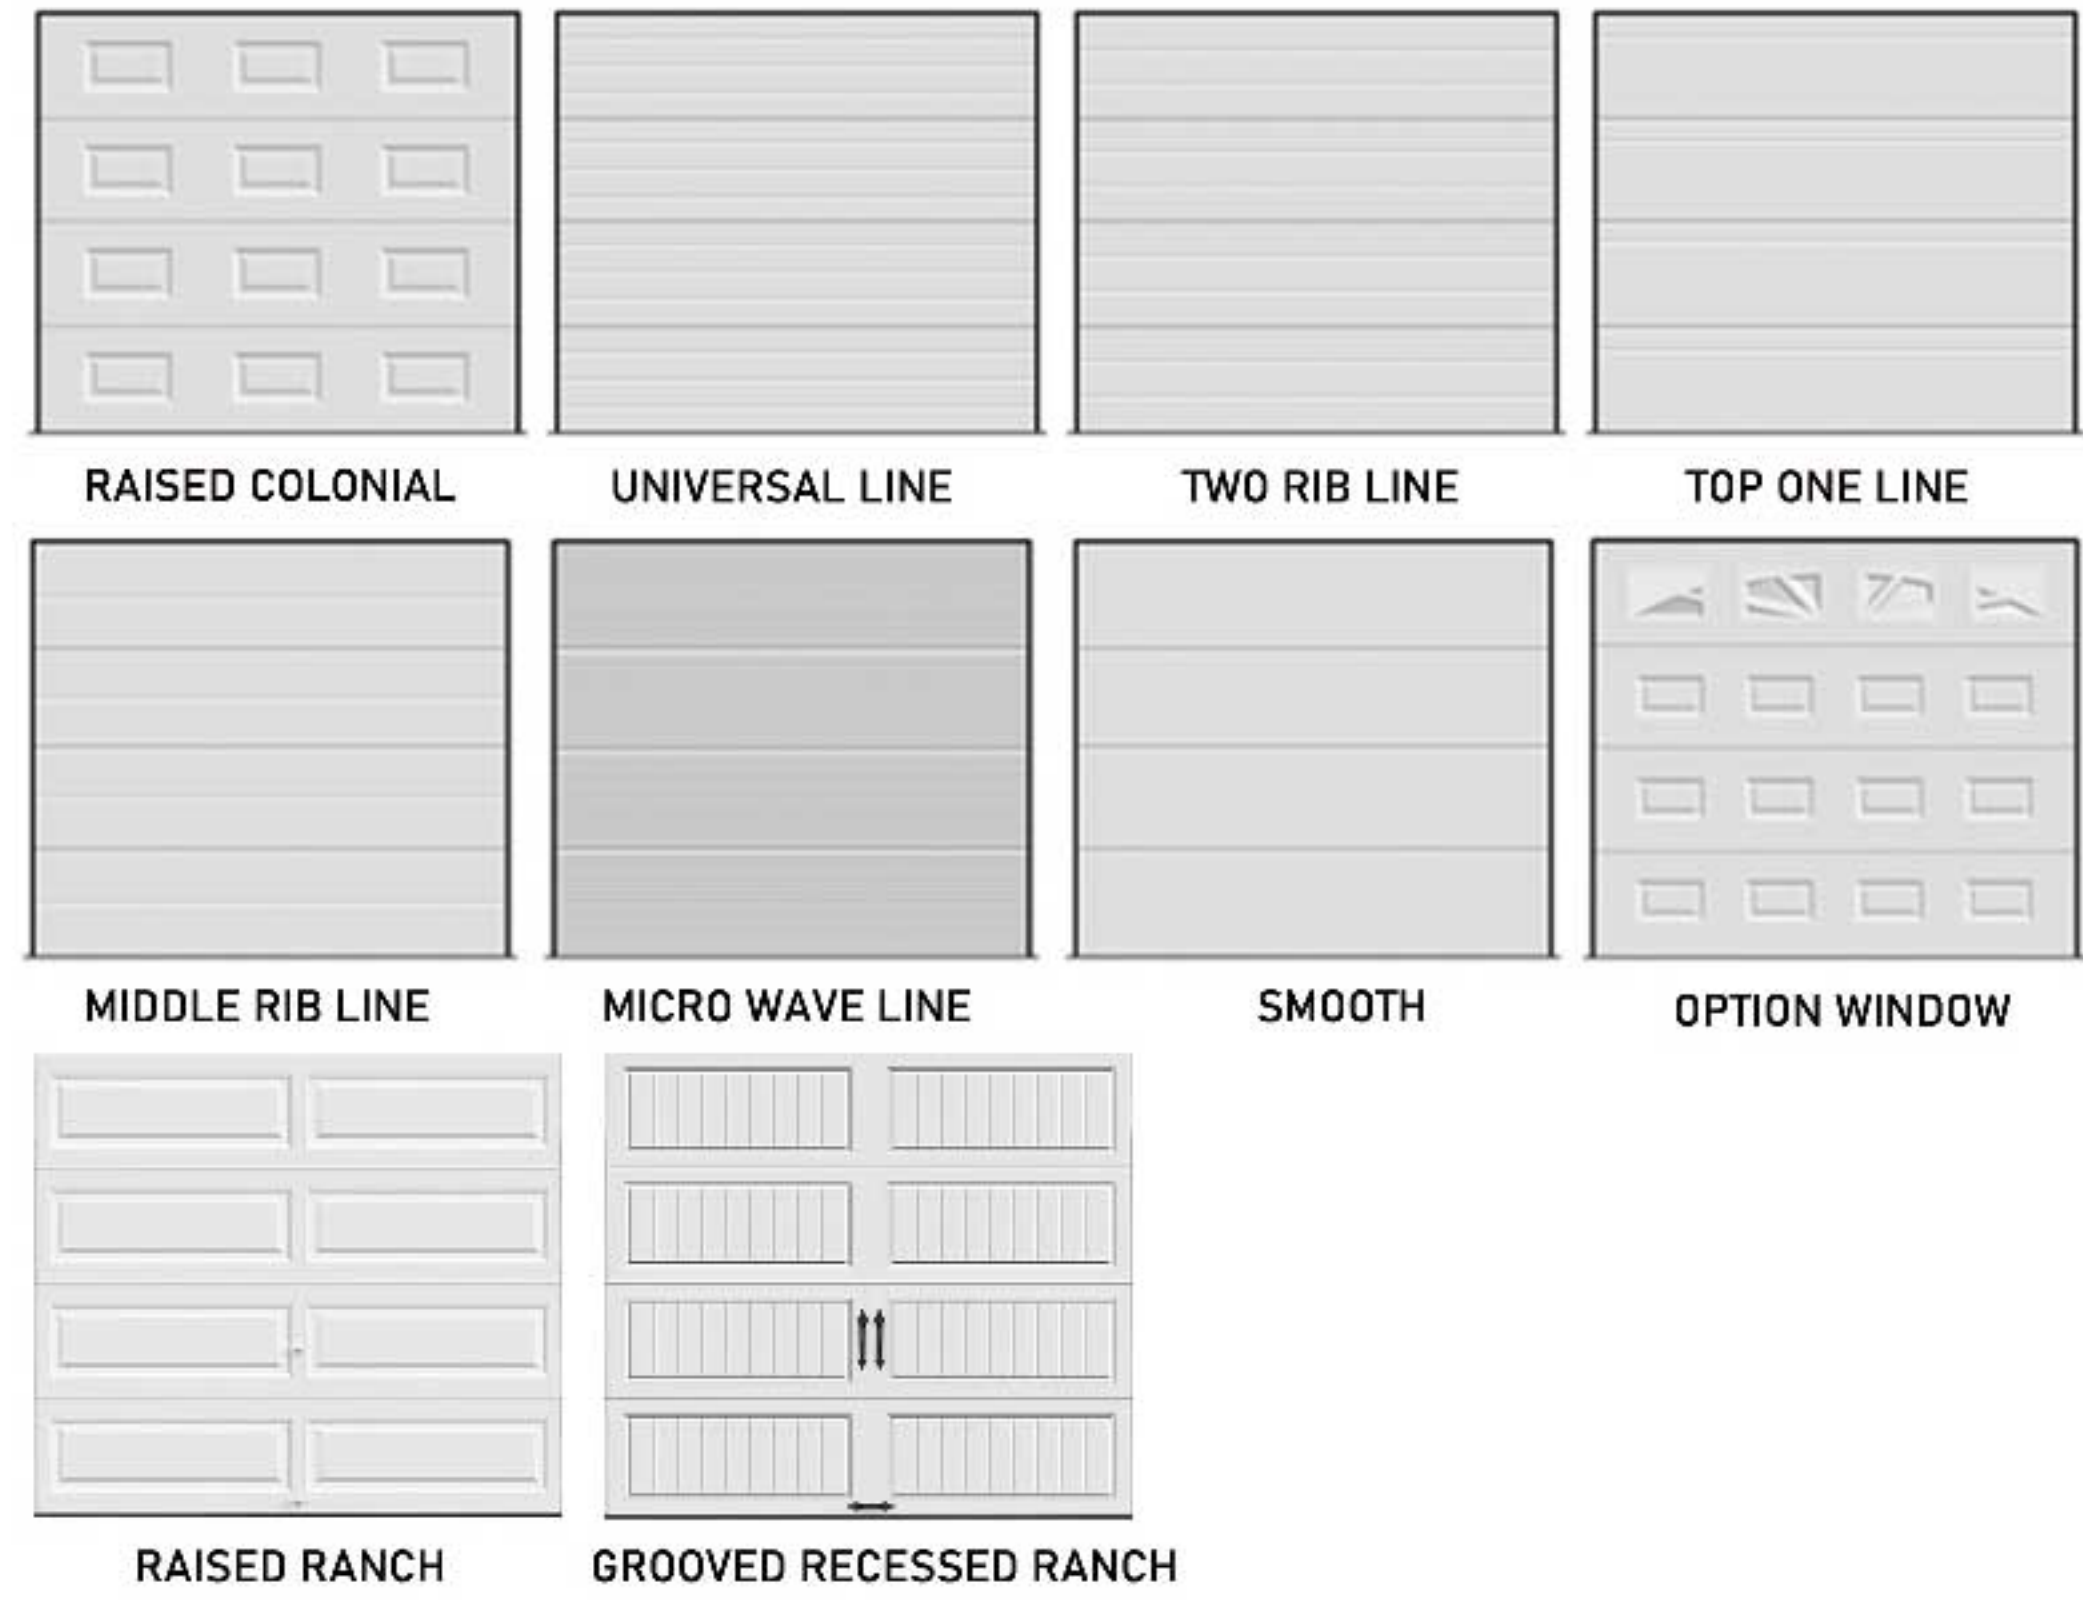 RAISED COLONIAL
UNIVERSAL LINE
TWO RIB LINE
TOP ONE LINE
MIDDLE RIB LINE
MICRO WAVE LINE
SMOOTH
OPTION WINDOW
RAISED RANCH
GROOVED RECESSED RANCH